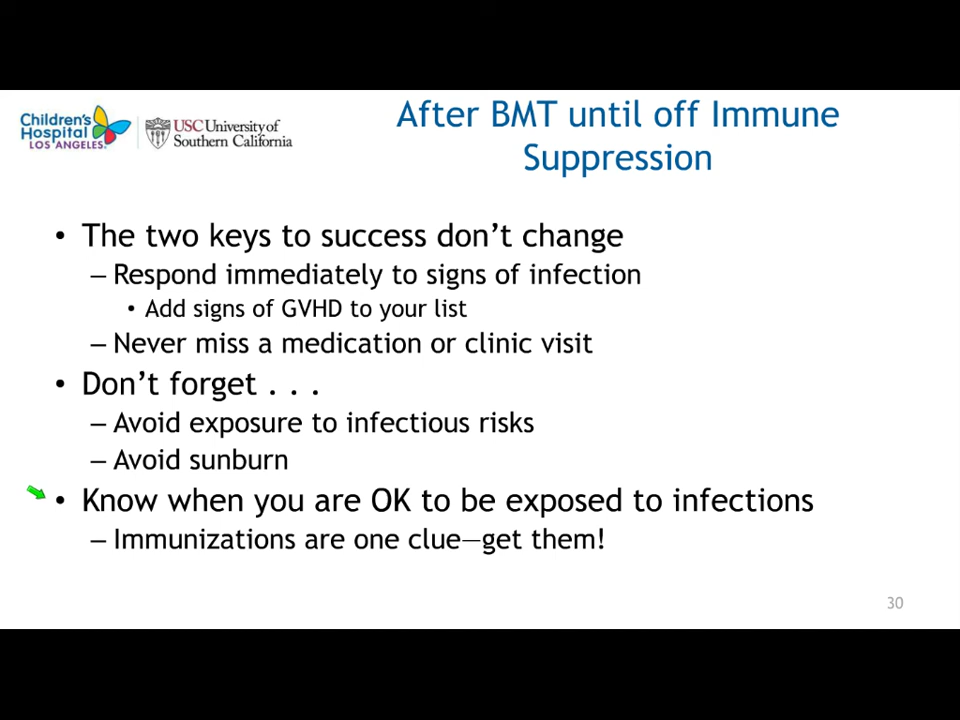 Children's
Hospital
LOS ANGELES
USC University of
Southern California
After BMT until off Immune
Suppression
• The two keys to success don't change
– Respond immediately to signs of infection
• Add signs of GVHD to your list
– Never miss a medication or clinic visit
• Don't forget . . .
– Avoid exposure to infectious risks
– Avoid sunburn
• Know when you are OK to be exposed to infections
– Immunizations are one clue—get them!
30